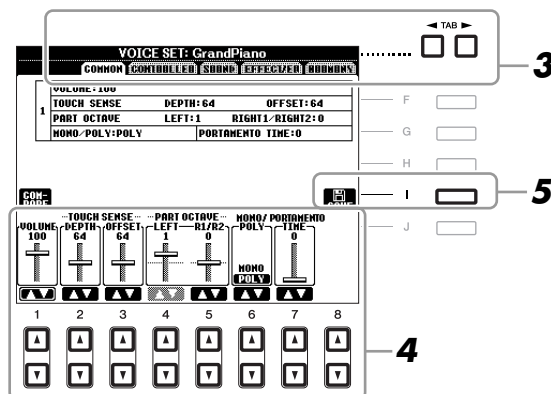 ◄ TAB ►
VOICE SET: GrandPiano
COMMON CONTROLLER SOUND EFFECT/EQ HARMONY
3
VOLUME:100
1 TOUCH SENSE DEPTH:64 OFFSET:64
PART OCTAVE LEFT:1 RIGHT1/RIGHT2:0
MONO/POLY:POLY PORTAMENTO TIME:0
F
G
H
I
5
J
COM-
PARE
SAVE
TOUCH SENSE PART OCTAVE MONO/ PORTAMENTO
VOLUME DEPTH OFFSET LEFT R1/R2 POLY TIME
100 64 64 1 0 0
MONO
POLY
1 2 3 4 5 6 7 8
4